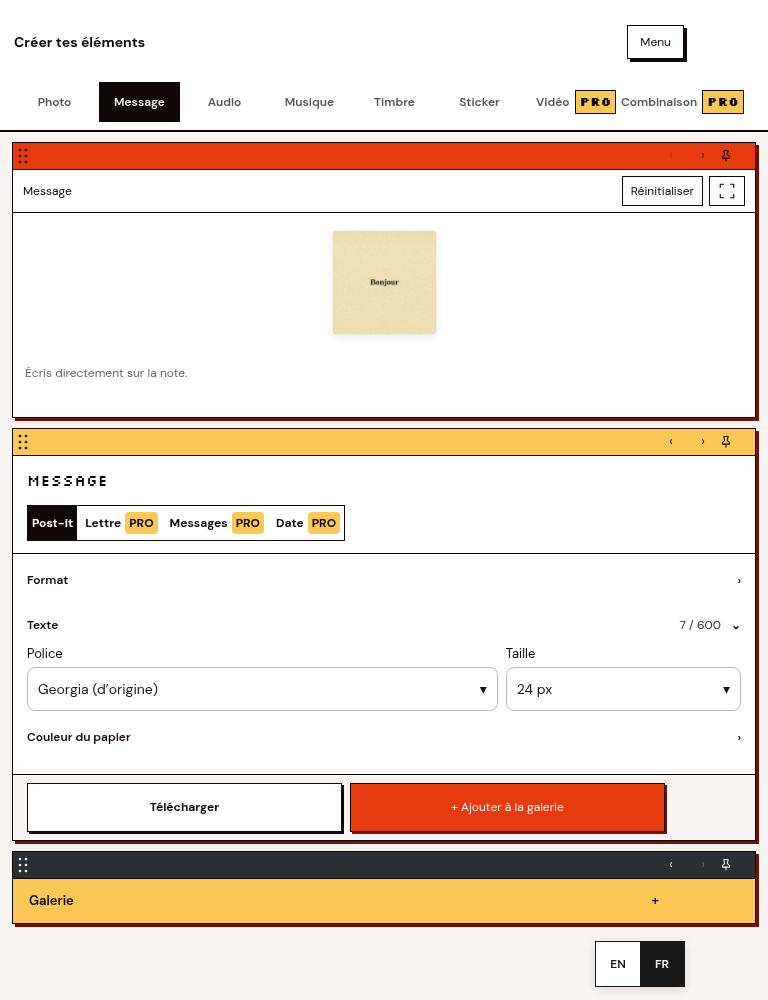 Créer tes éléments
Menu
Photo Message Audio Musique Timbre Sticker Vidéo PRO Combinaison PRO
Message
Réinitialiser
Bonjour
Écris directement sur la note.
MESSAGE
Post-it Lettre PRO Messages PRO Date PRO
Format
Texte 7 / 600
Police Taille
Georgia (d’origine) 24 px
Couleur du papier
Télécharger + Ajouter à la galerie
Galerie +
EN FR